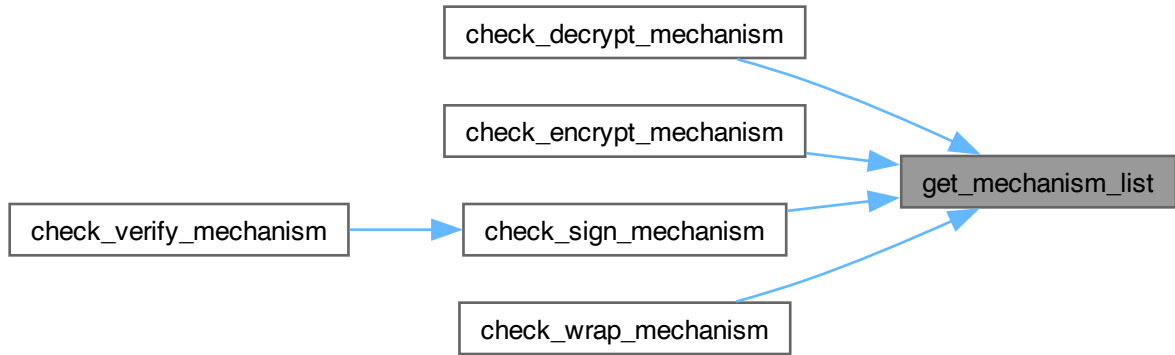 check_decrypt_mechanism
check_encrypt_mechanism
get_mechanism_list
check_verify_mechanism
check_sign_mechanism
check_wrap_mechanism